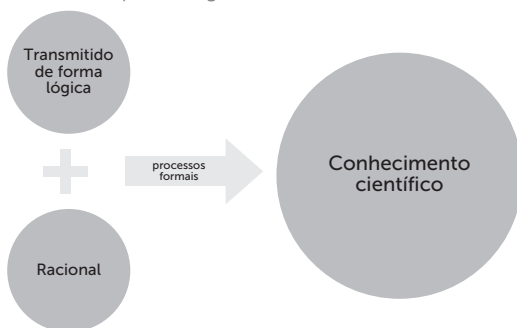 Transmitido
de forma
lógica
processos
formais
Conhecimento
científico
Racional